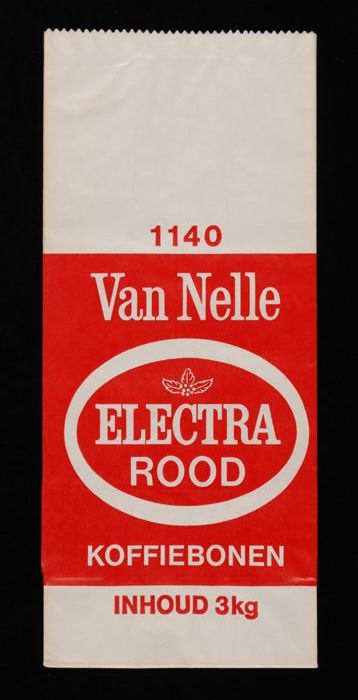 1140
Van Nelle
ELECTRA
ROOD
KOFFIEBONEN
INHOUD 3kg